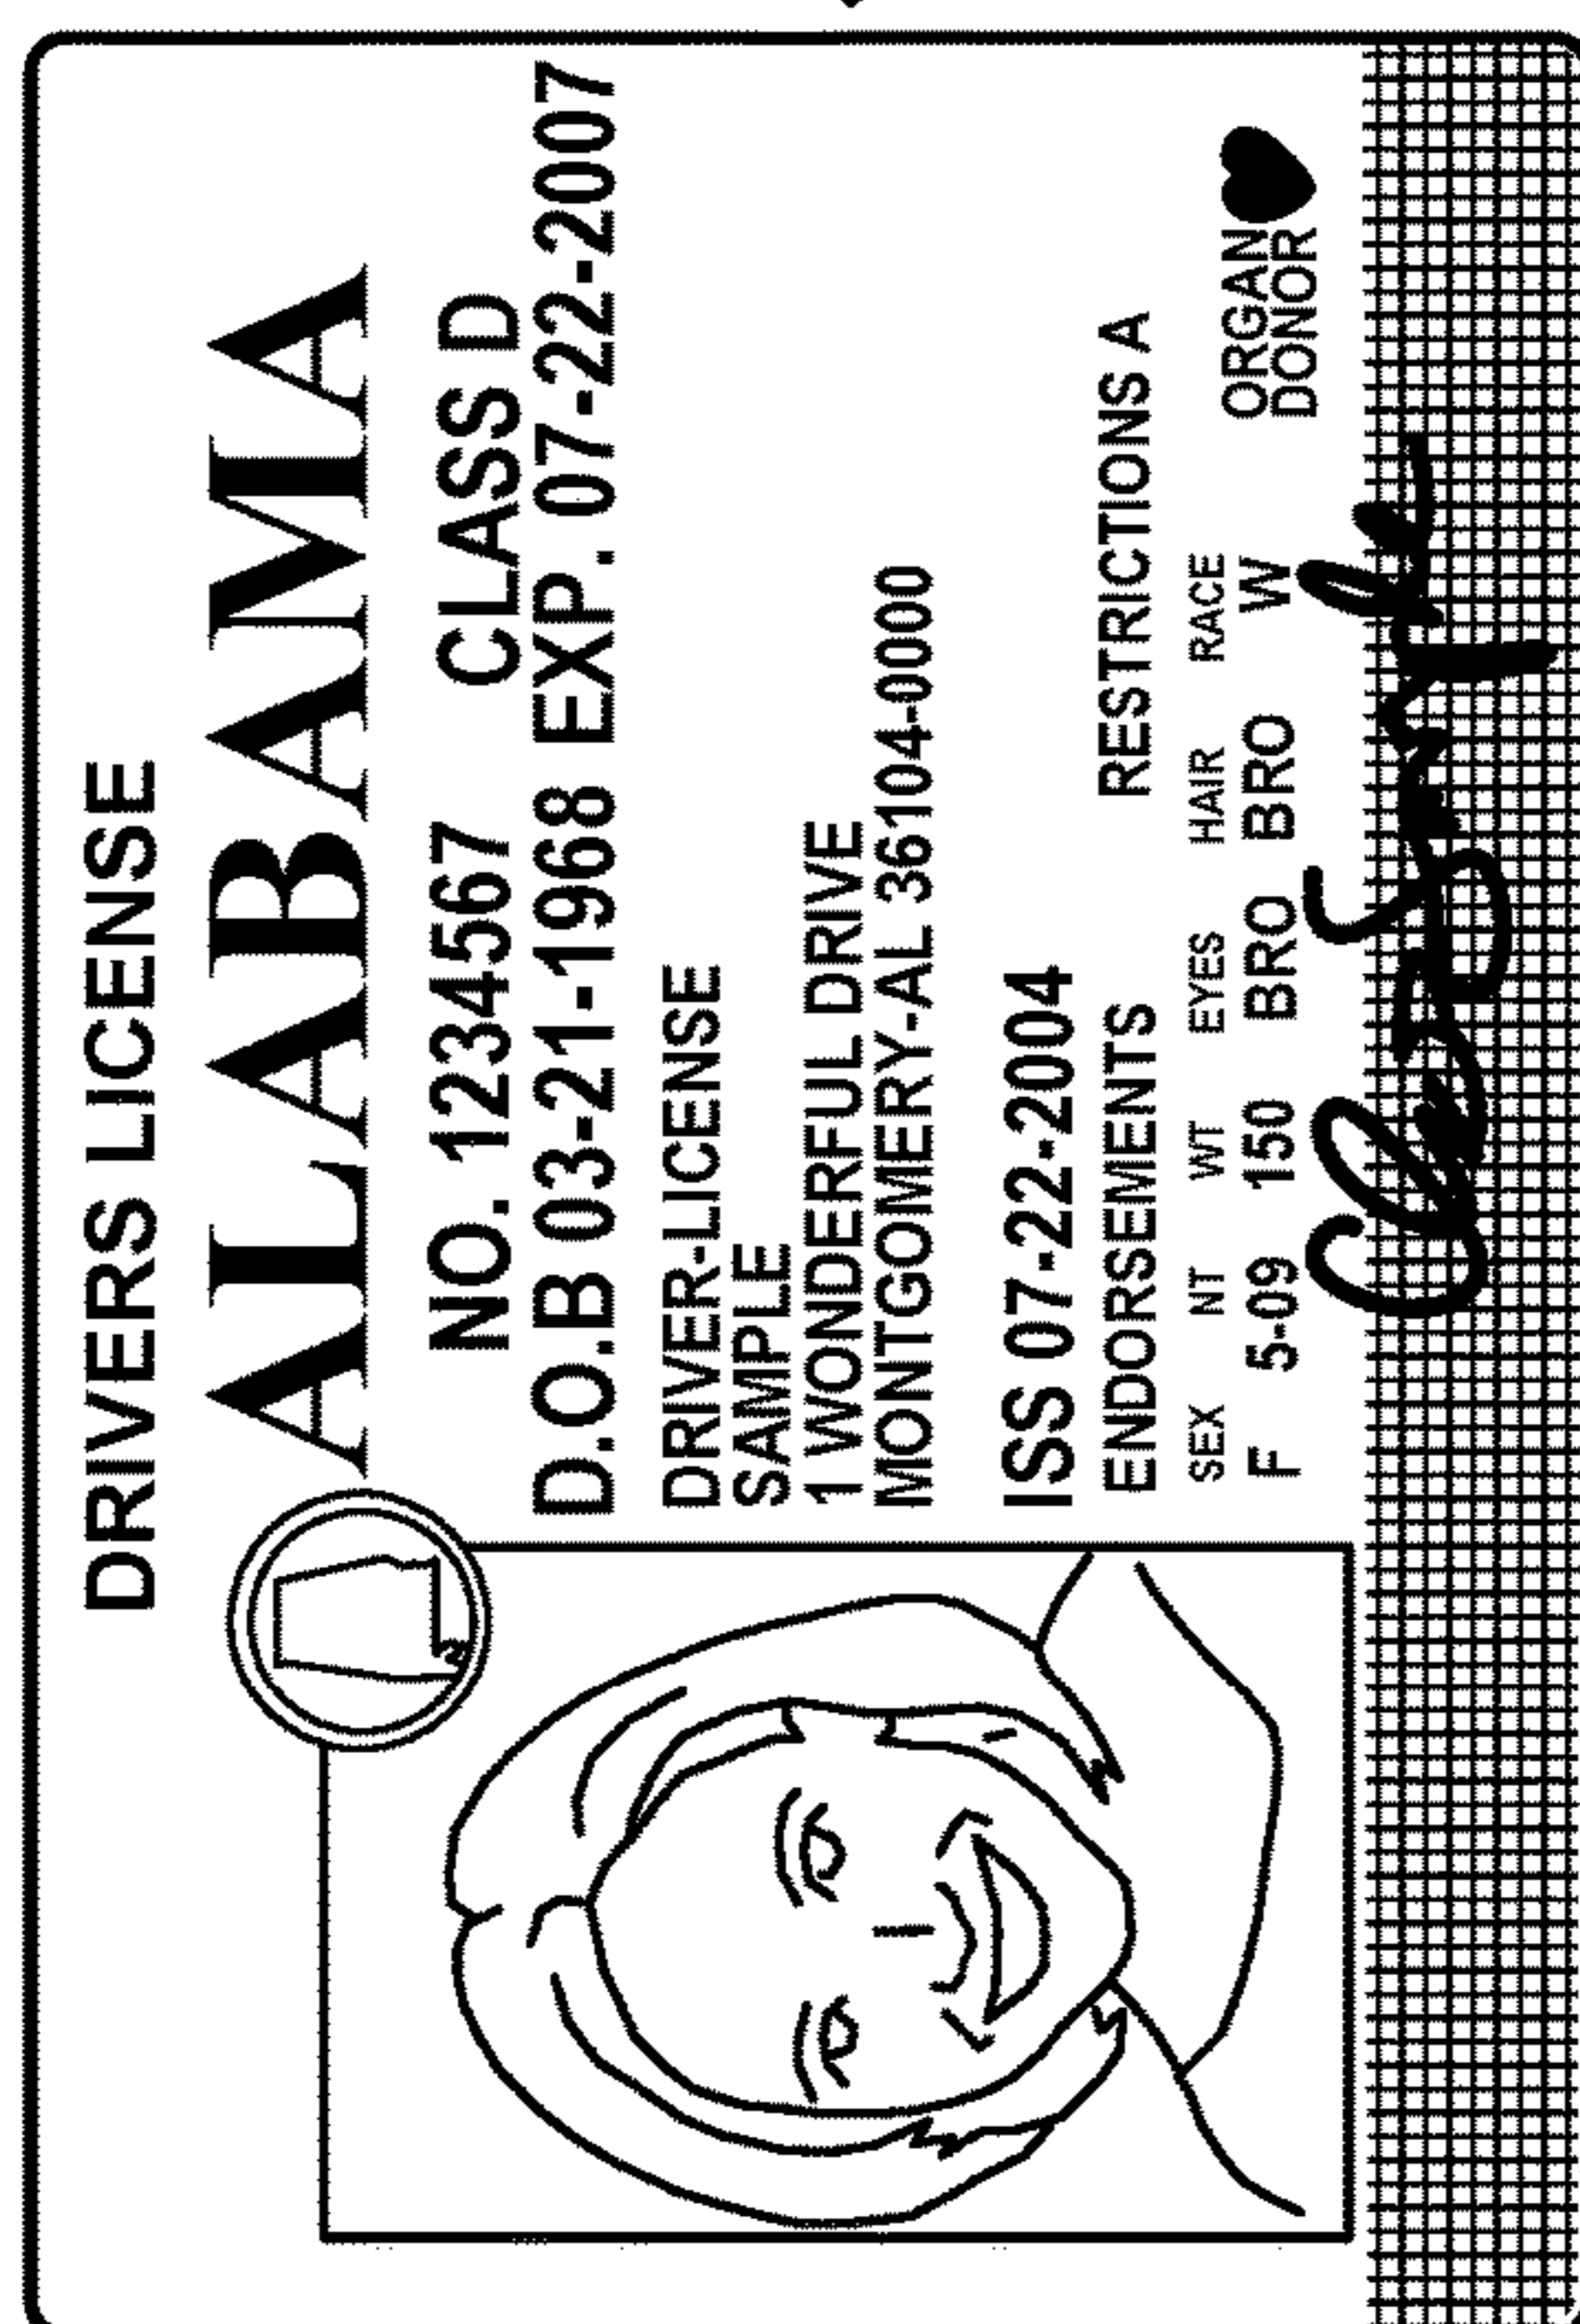 DRIVERS LICENSE
ALABAMA
NO. 1234567 CLASS D
D.O.B 03-21-1968 EXP. 07-22-2007
DRIVER-LICENSE
SAMPLE
1 WONDERFUL DRIVE
MONTGOMERY-AL 36104-0000
ISS 07-22-2004
ENDORSEMENTS RESTRICTIONS A
SEX NT WT EYES HAIR RACE
F 5-09 150 BRO BRO W
ORGAN
DONOR